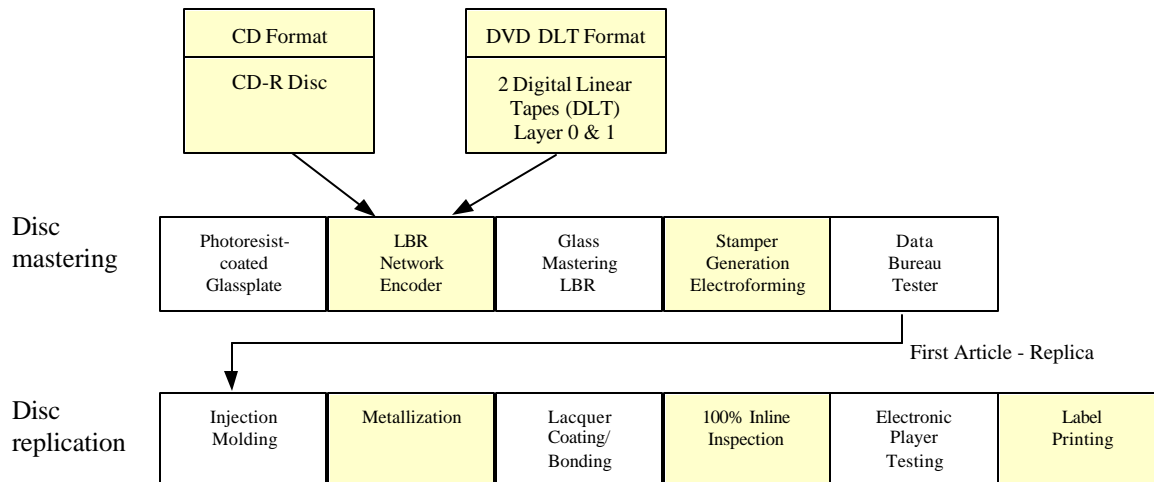 CD Format
CD-R Disc
DVD DLT Format
2 Digital Linear
Tapes (DLT)
Layer 0 & 1
Disc
mastering
Photoresist-
coated
Glassplate
LBR
Network
Encoder
Glass
Mastering
LBR
Stamper
Generation
Electroforming
Data
Bureau
Tester
First Article - Replica
Disc
replication
Injection
Molding
Metallization
Lacquer
Coating/
Bonding
100% Inline
Inspection
Electronic
Player
Testing
Label
Printing